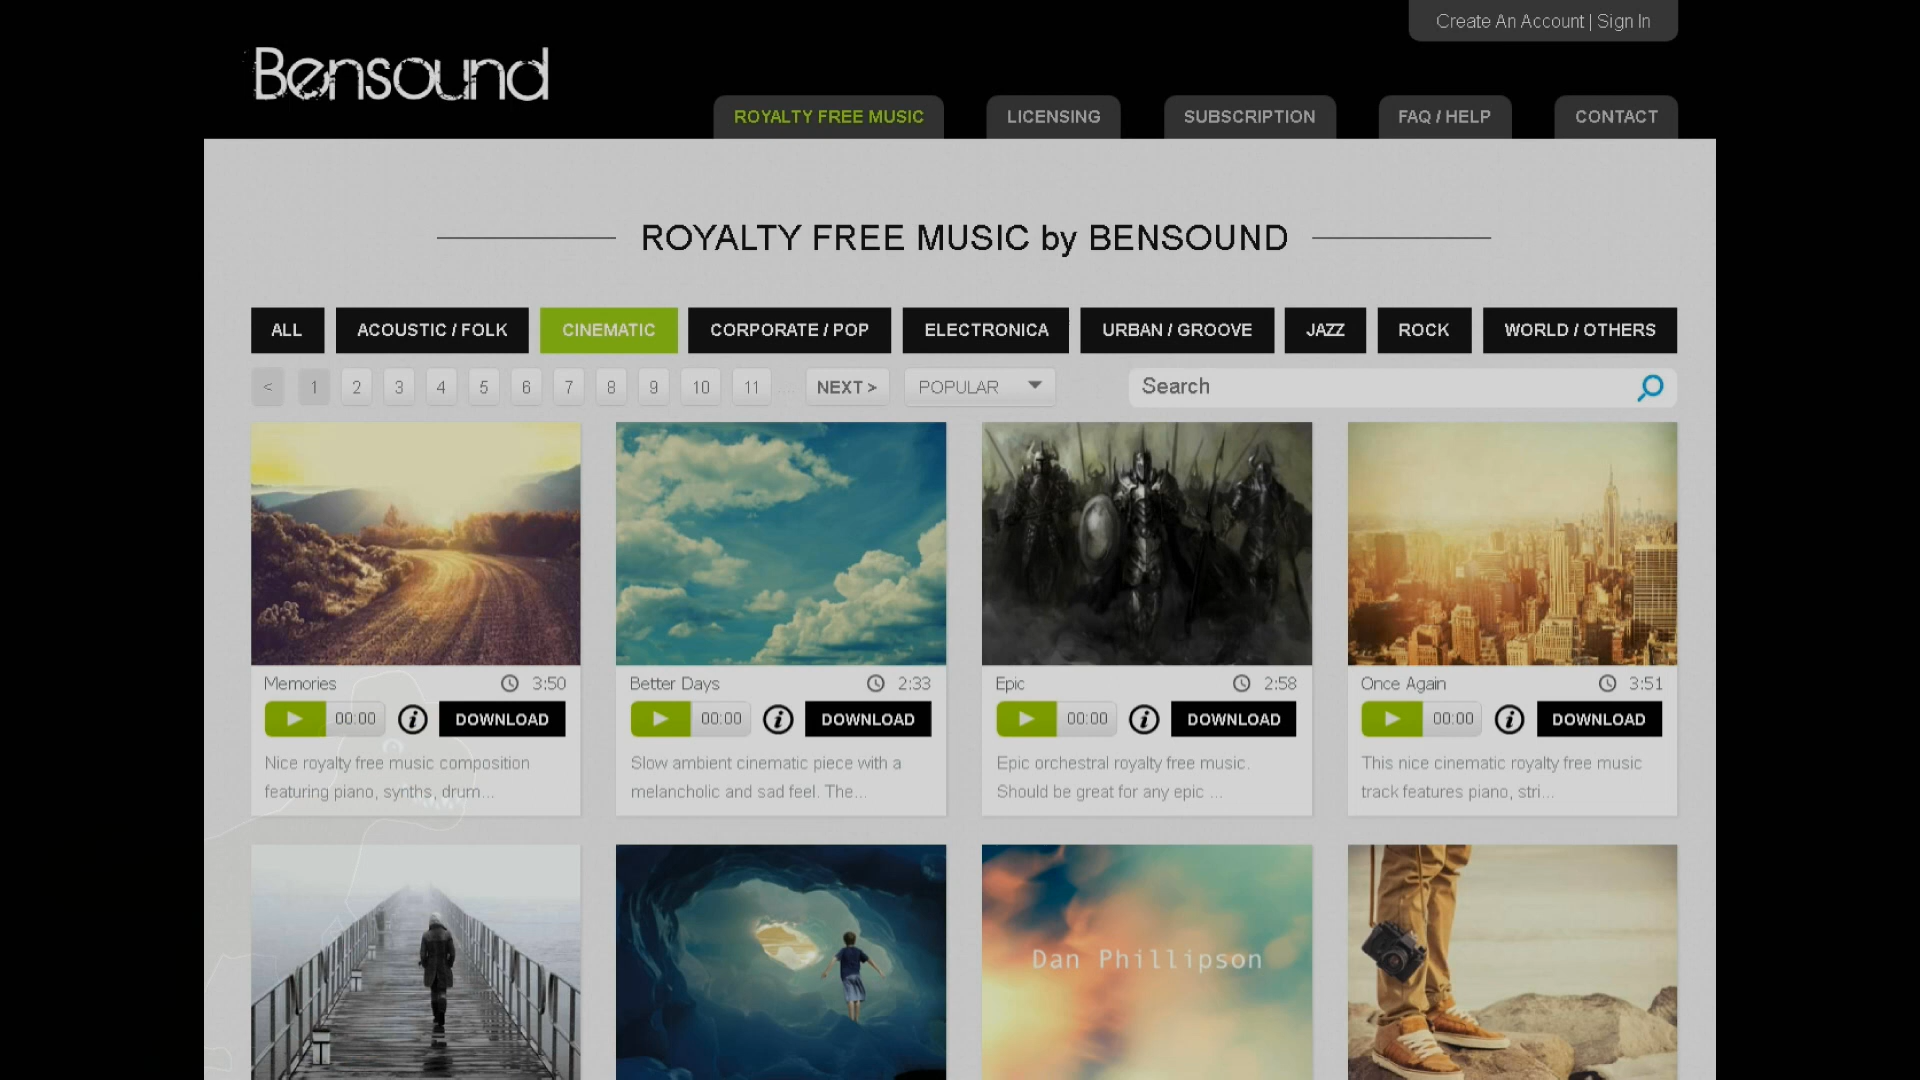 Create An Account | Sign In
Bensound
ROYALTY FREE MUSIC
LICENSING
SUBSCRIPTION
FAQ / HELP
CONTACT
ROYALTY FREE MUSIC by BENSOUND
ALL
ACOUSTIC / FOLK
CINEMATIC
CORPORATE / POP
ELECTRONICA
URBAN / GROOVE
JAZZ
ROCK
WORLD / OTHERS
< 1 2 3 4 5 6 7 8 9 10 11 .... NEXT >
POPULAR
Search
Memories 3:50
00:00 i DOWNLOAD
Nice royalty free music composition
featuring piano, synths, drum...
Better Days 2:33
00:00 i DOWNLOAD
Slow ambient cinematic piece with a
melancholic and sad feel. The...
Epic 2:58
00:00 i DOWNLOAD
Epic orchestral royalty free music.
Should be great for any epic ...
Once Again 3:51
00:00 i DOWNLOAD
This nice cinematic royalty free music
track features piano, stri...
Dan Phillipson